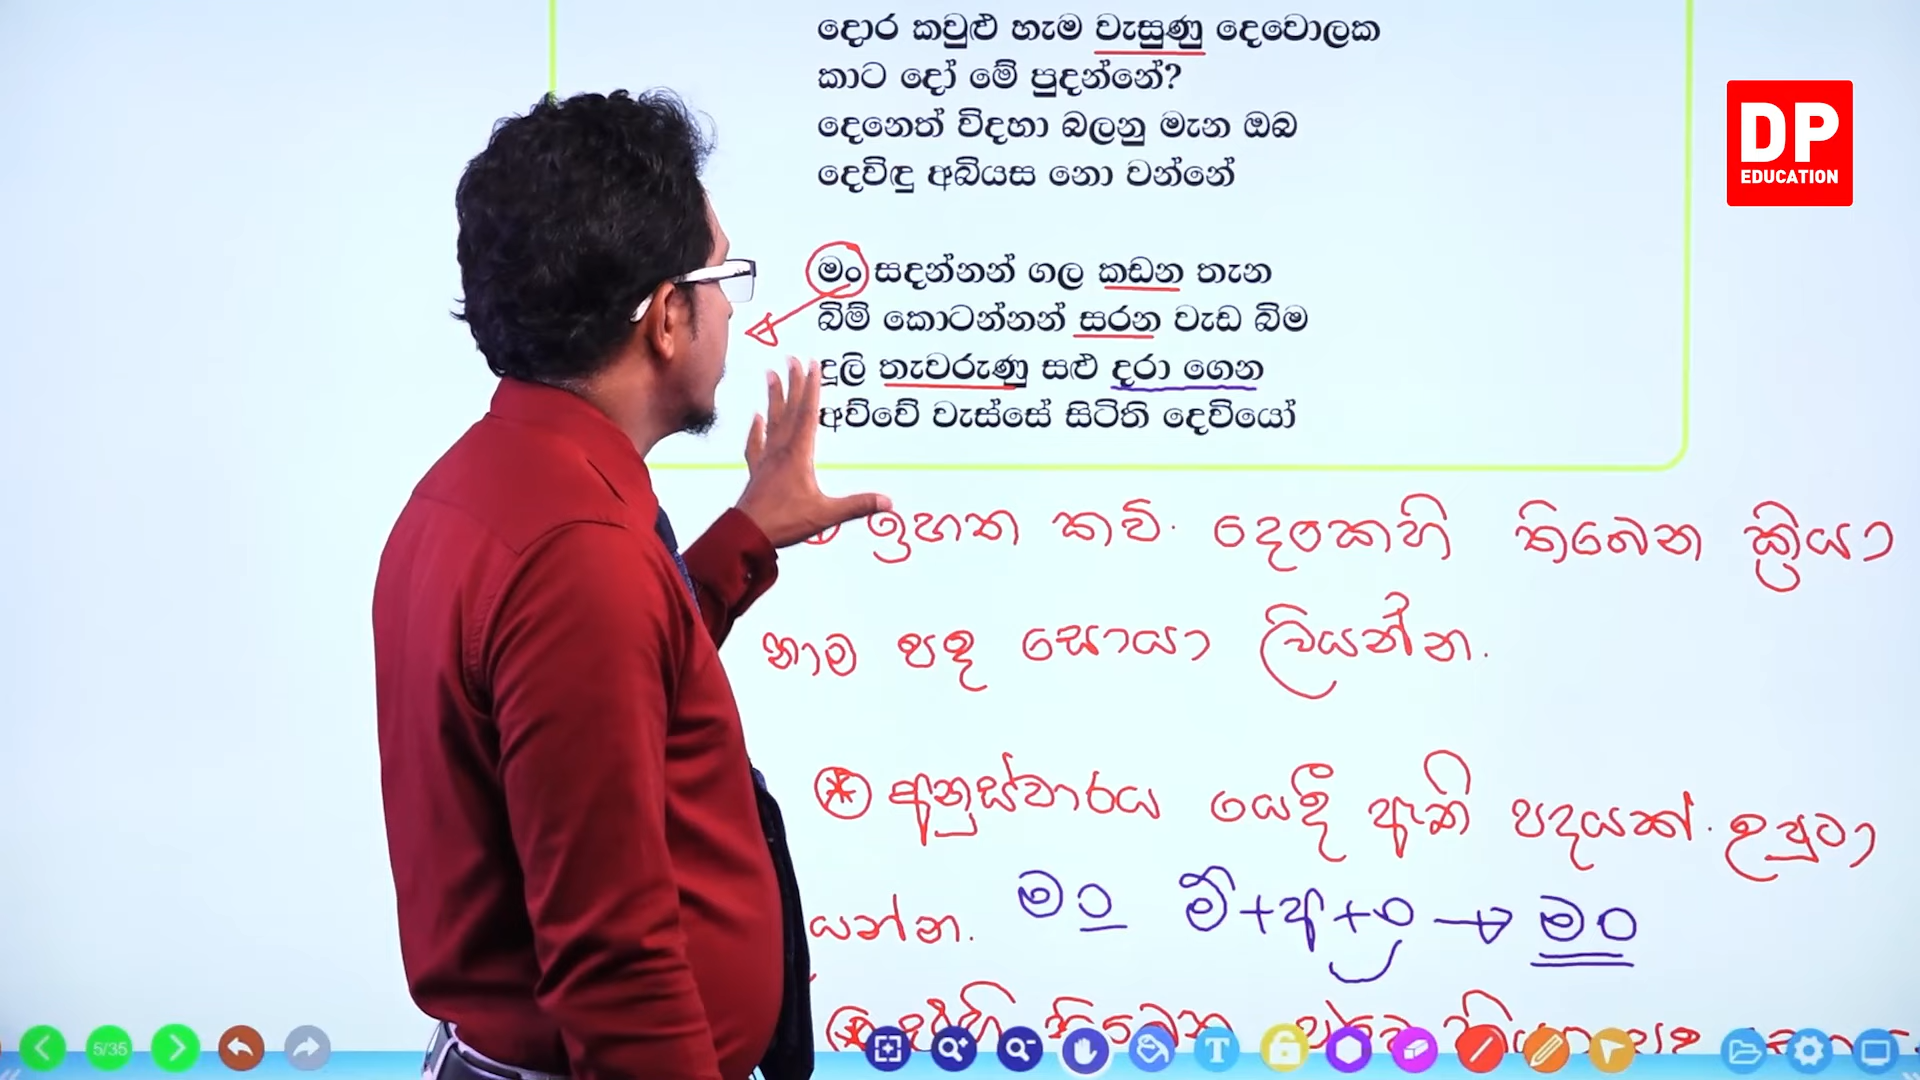 දොර කවුළු හැම වැසුණු දෙවොලක
කාට දෝ මේ පුදන්නේ?
දෙනෙත් විදහා බලනු මැන ඔබ
දෙවිඳු අබියස නො වන්නේ
මං සදන්නන් ගල කඩන තැන
බිම් කොටන්නන් සරන වැඩ බිම
දූලි තැවරුණු සළු දරා ගෙන
අව්වේ වැස්සේ සිටිති දෙවියෝ
ඉහත කවි දෙකෙහි තිබෙන ක්‍රියා
නාම පද සොයා ලියන්න.
අනුස්වාරය යෙදී ඇති පදයක් උපුටා
යන්න. මං ම්+අ+ං → මං
DP
EDUCATION
5/35